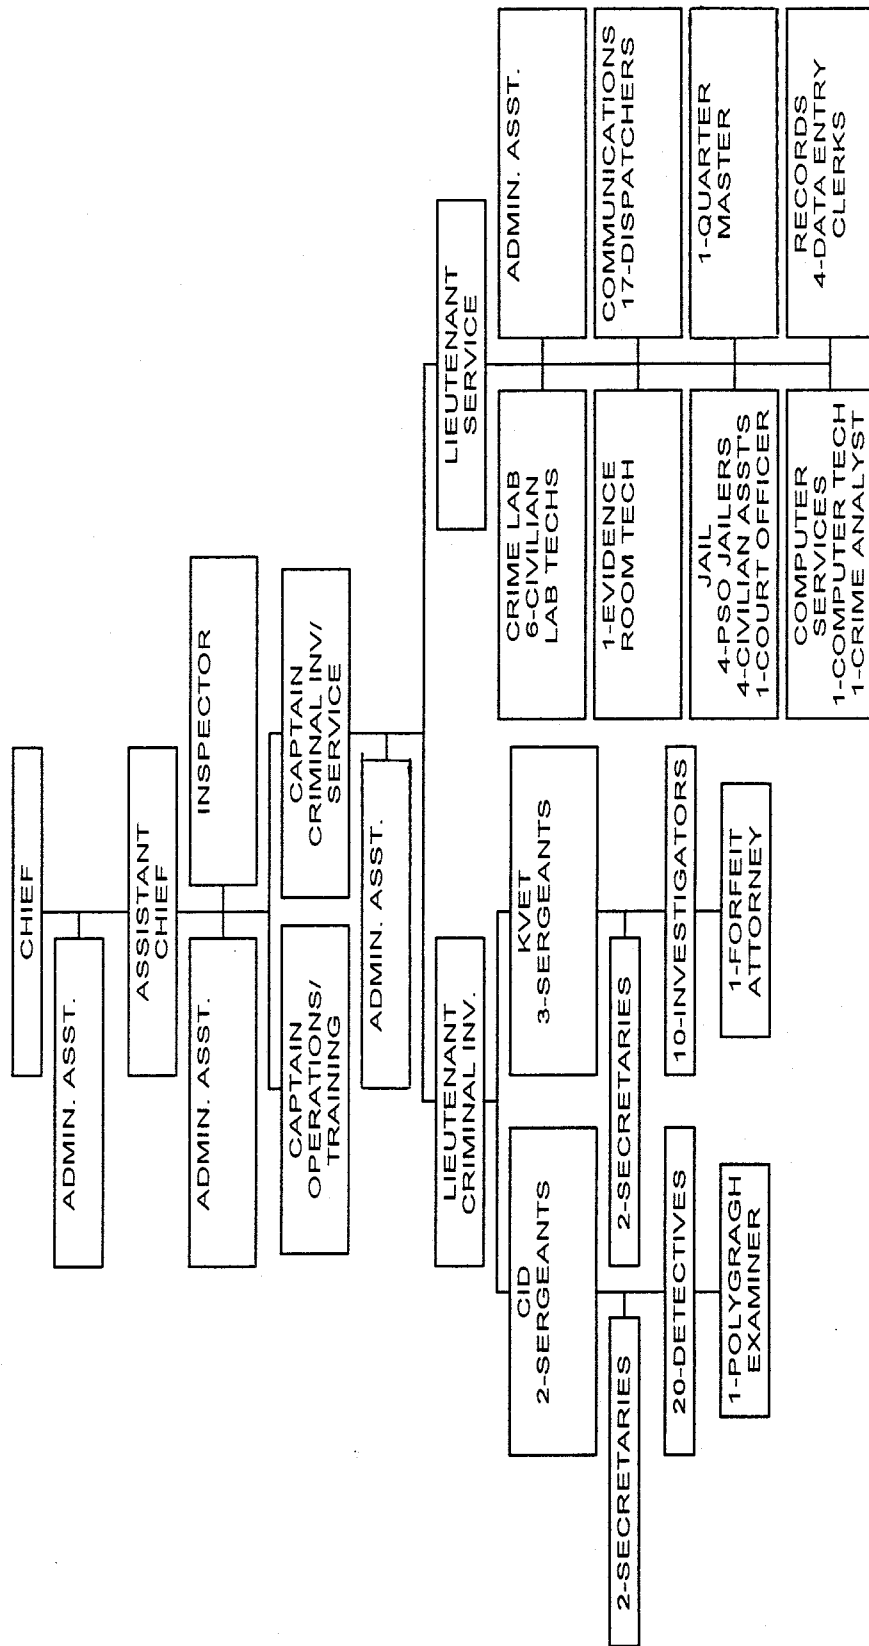 CHIEF
ADMIN. ASST.
ASSISTANT
CHIEF
ADMIN. ASST.
INSPECTOR
CAPTAIN
OPERATIONS/
TRAINING
CAPTAIN
CRIMINAL INV/
SERVICE
ADMIN. ASST.
LIEUTENANT
CRIMINAL INV.
LIEUTENANT
SERVICE
CID
2-SERGEANTS
2-SECRETARIES
20-DETECTIVES
1-POLYGRAGH
EXAMINER
KVET
3-SERGEANTS
2-SECRETARIES
10-INVESTIGATORS
1-FORFEIT
ATTORNEY
CRIME LAB
6-CIVILIAN
LAB TECHS
ADMIN. ASST.
1-EVIDENCE
ROOM TECH
COMMUNICATIONS
17-DISPATCHERS
JAIL
4-PSO JAILERS
4-CIVILIAN ASST'S
1-COURT OFFICER
1-QUARTER
MASTER
COMPUTER
SERVICES
1-COMPUTER TECH
1-CRIME ANALYST
RECORDS
4-DATA ENTRY
CLERKS